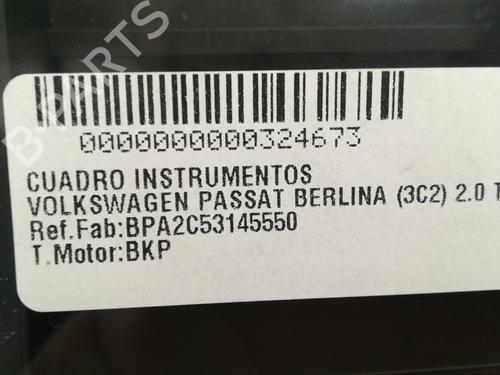 B-PARTS
0000000000324673
CUADRO INSTRUMENTOS
VOLKSWAGEN PASSAT BERLINA (3C2) 2.0 T
Ref.Fab:BPA2C53145550
T.Motor:BKP